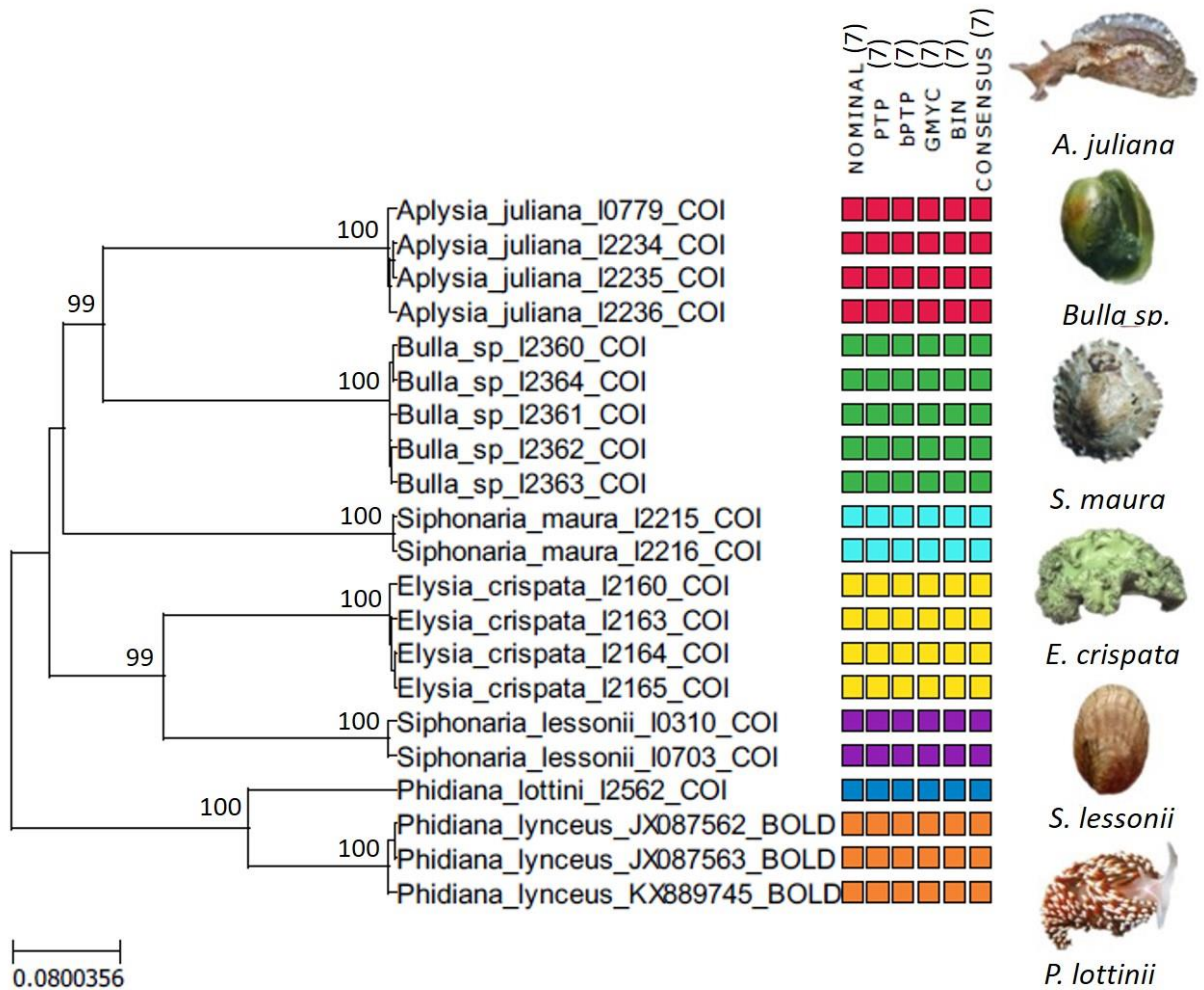 NOMINAL (7)
PTP (7)
bPTP (7)
GMYC (7)
BIN (7)
CONSENSUS (7)
A. juliana
Aplysia_juliana_I0779_COI
100
Aplysia_juliana_I2234_COI
Aplysia_juliana_I2235_COI
99
Aplysia_juliana_I2236_COI
Bulla sp.
Bulla_sp_I2360_COI
100
Bulla_sp_I2364_COI
Bulla_sp_I2361_COI
Bulla_sp_I2362_COI
Bulla_sp_I2363_COI
S. maura
100
Siphonaria_maura_I2215_COI
Siphonaria_maura_I2216_COI
Elysia_crispata_I2160_COI
100
Elysia_crispata_I2163_COI
99
Elysia_crispata_I2164_COI
E. crispata
Elysia_crispata_I2165_COI
100
Siphonaria_lessonii_I0310_COI
Siphonaria_lessonii_I0703_COI
Phidiana_lottini_I2562_COI
100
S. lessonii
Phidiana_lynceus_JX087562_BOLD
100
Phidiana_lynceus_JX087563_BOLD
Phidiana_lynceus_KX889745_BOLD
0.0800356
P. lottinii